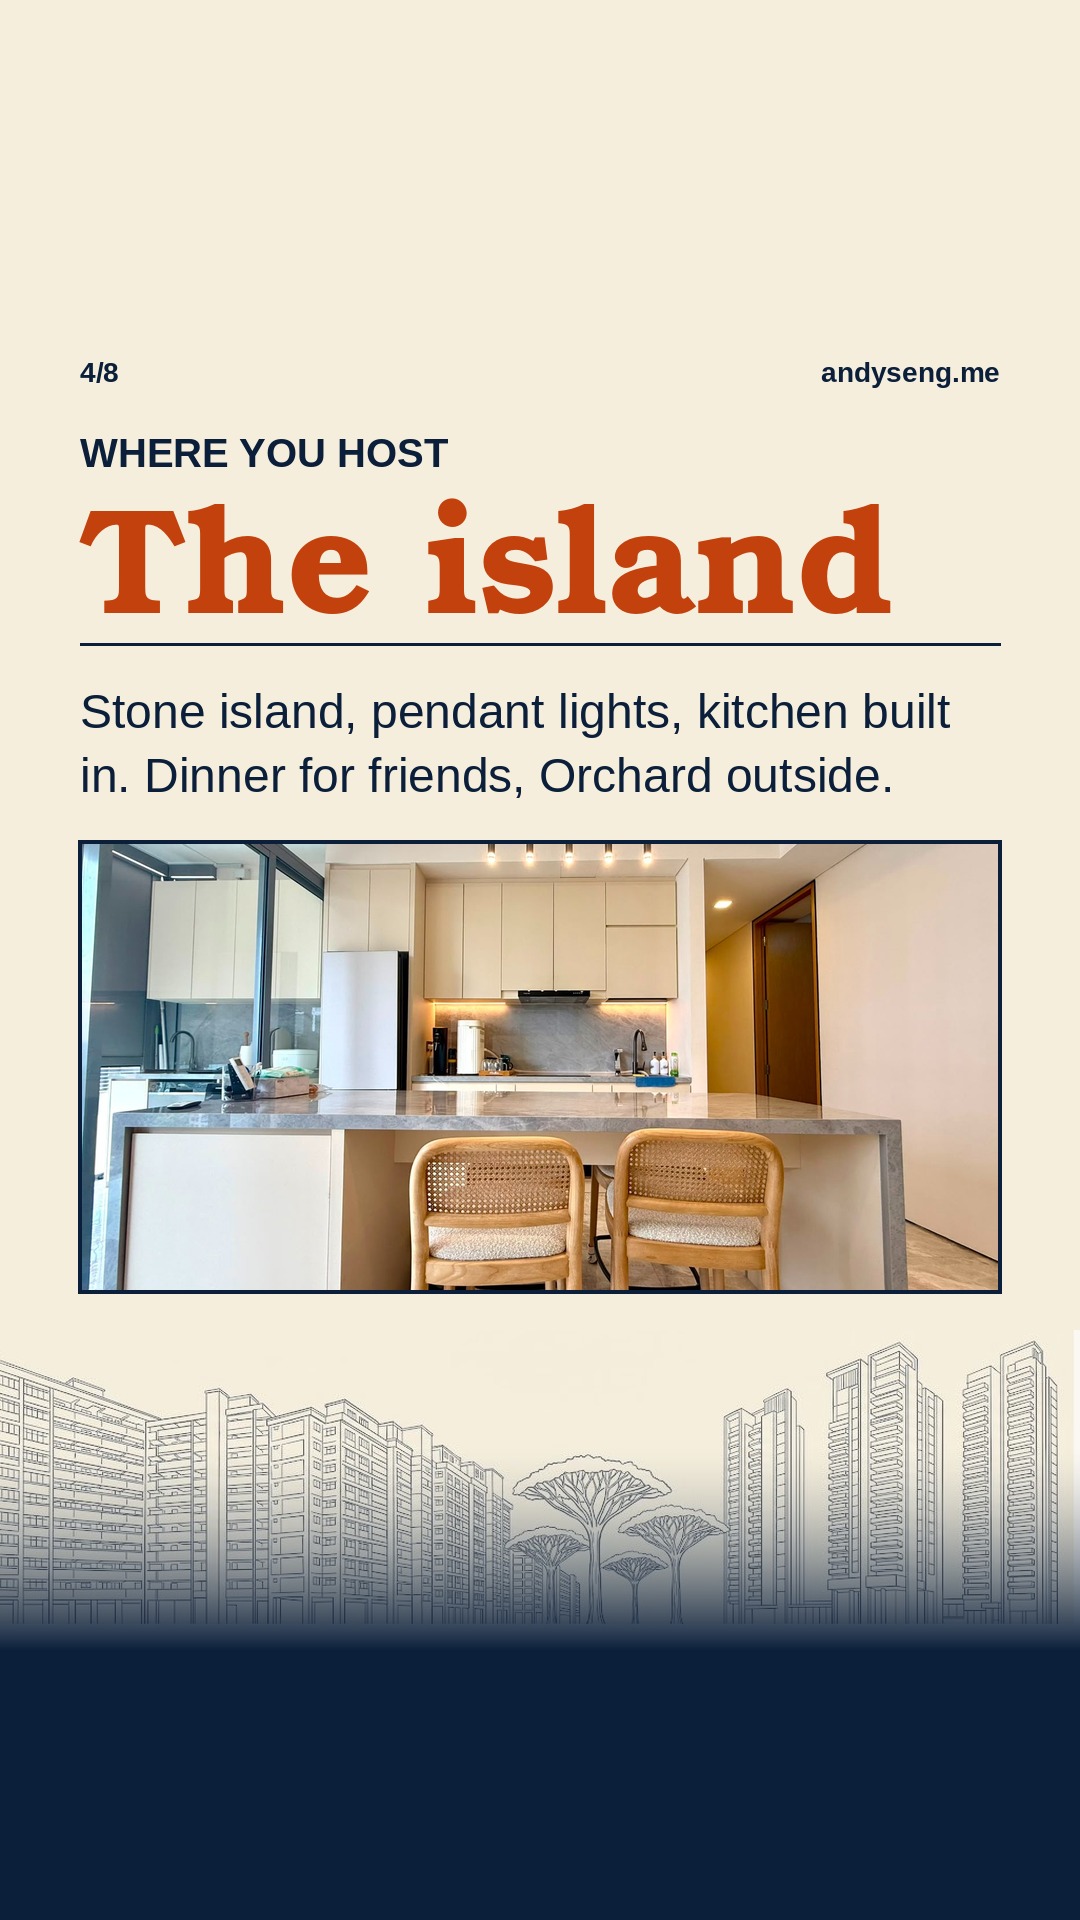 4/8
andyseng.me
WHERE YOU HOST
The island
Stone island, pendant lights, kitchen built
in. Dinner for friends, Orchard outside.